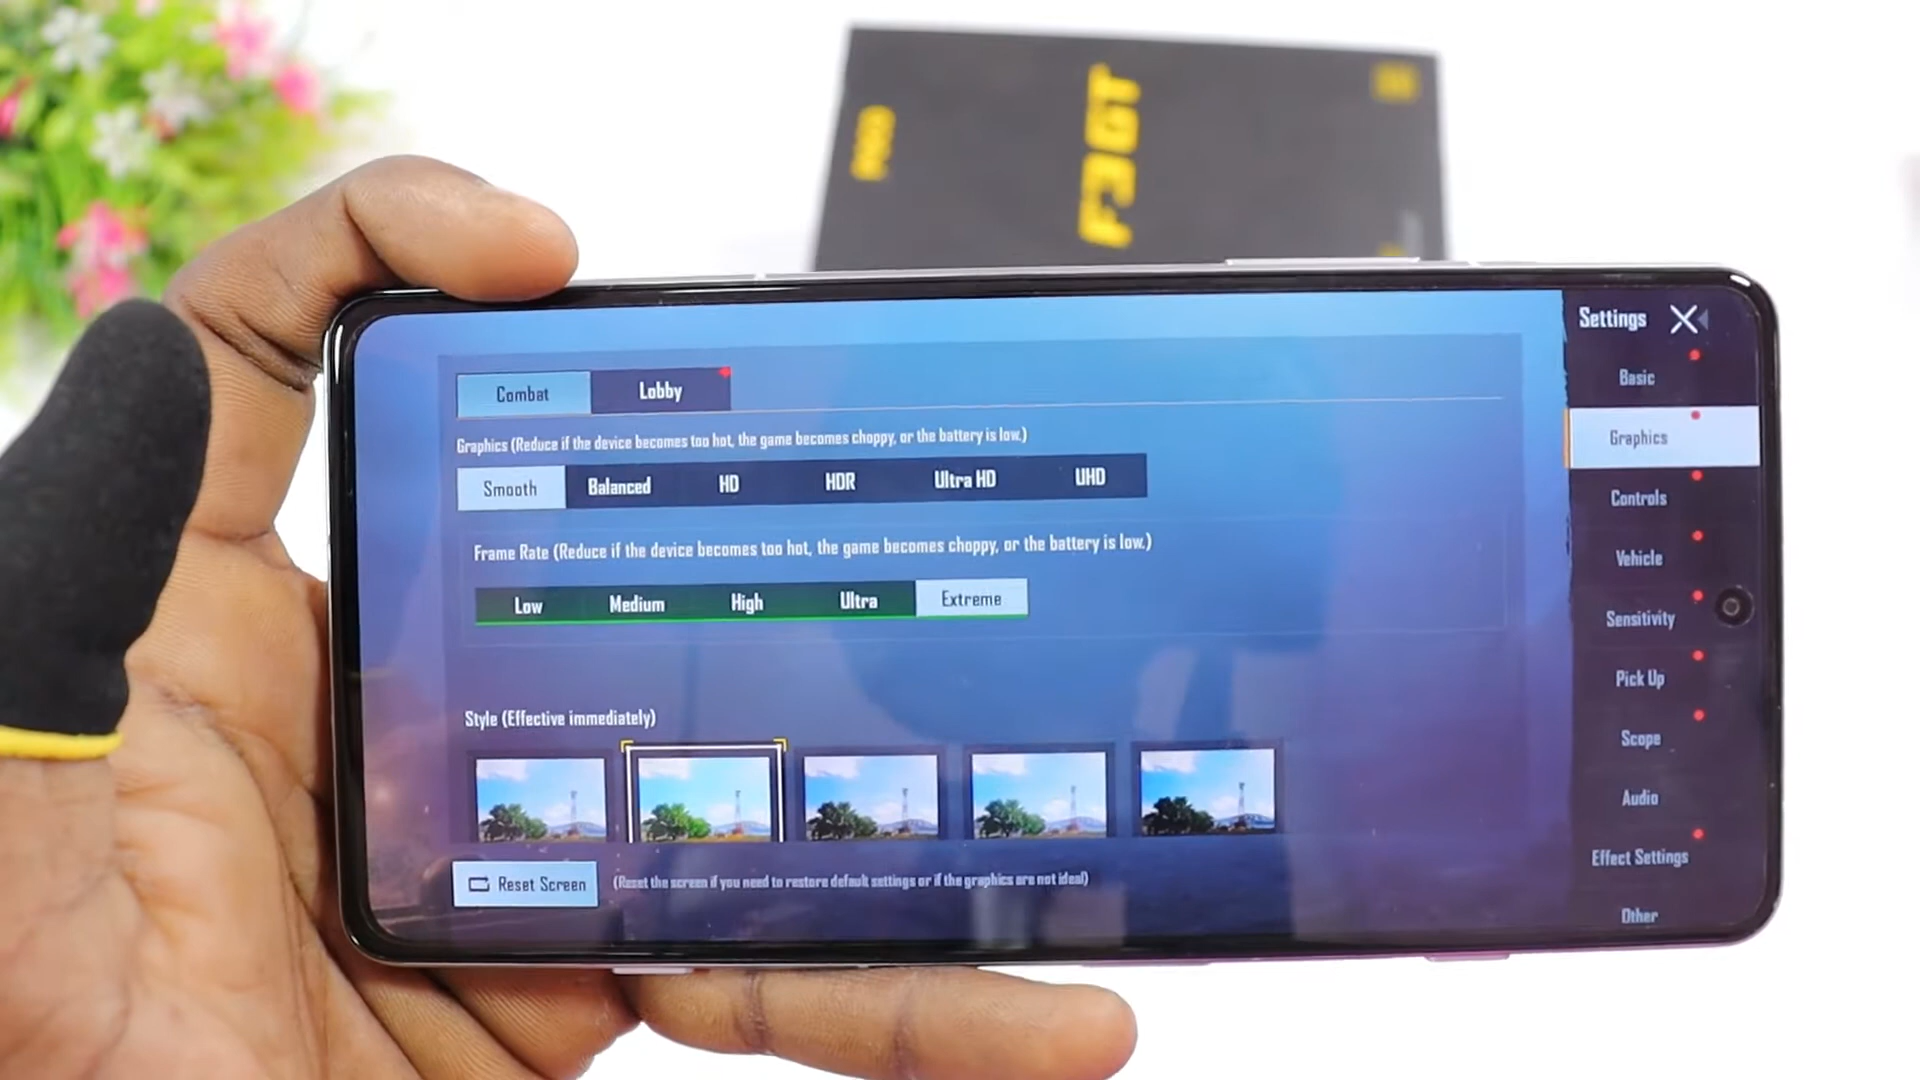 POCO
F3GT
Settings
Combat
Lobby
Basic
Graphics (Reduce if the device becomes too hot, the game becomes choppy, or the battery is low.)
Graphics
Smooth Balanced HD HDR Ultra HD UHD
Controls
Frame Rate (Reduce if the device becomes too hot, the game becomes choppy, or the battery is low.)
Vehicle
Low Medium High Ultra Extreme
Sensitivity
Pick Up
Style (Effective immediately)
Scope
Audio
Effect Settings
Reset Screen (Reset the screen if you need to restore default settings or if the graphics are not ideal)
Other